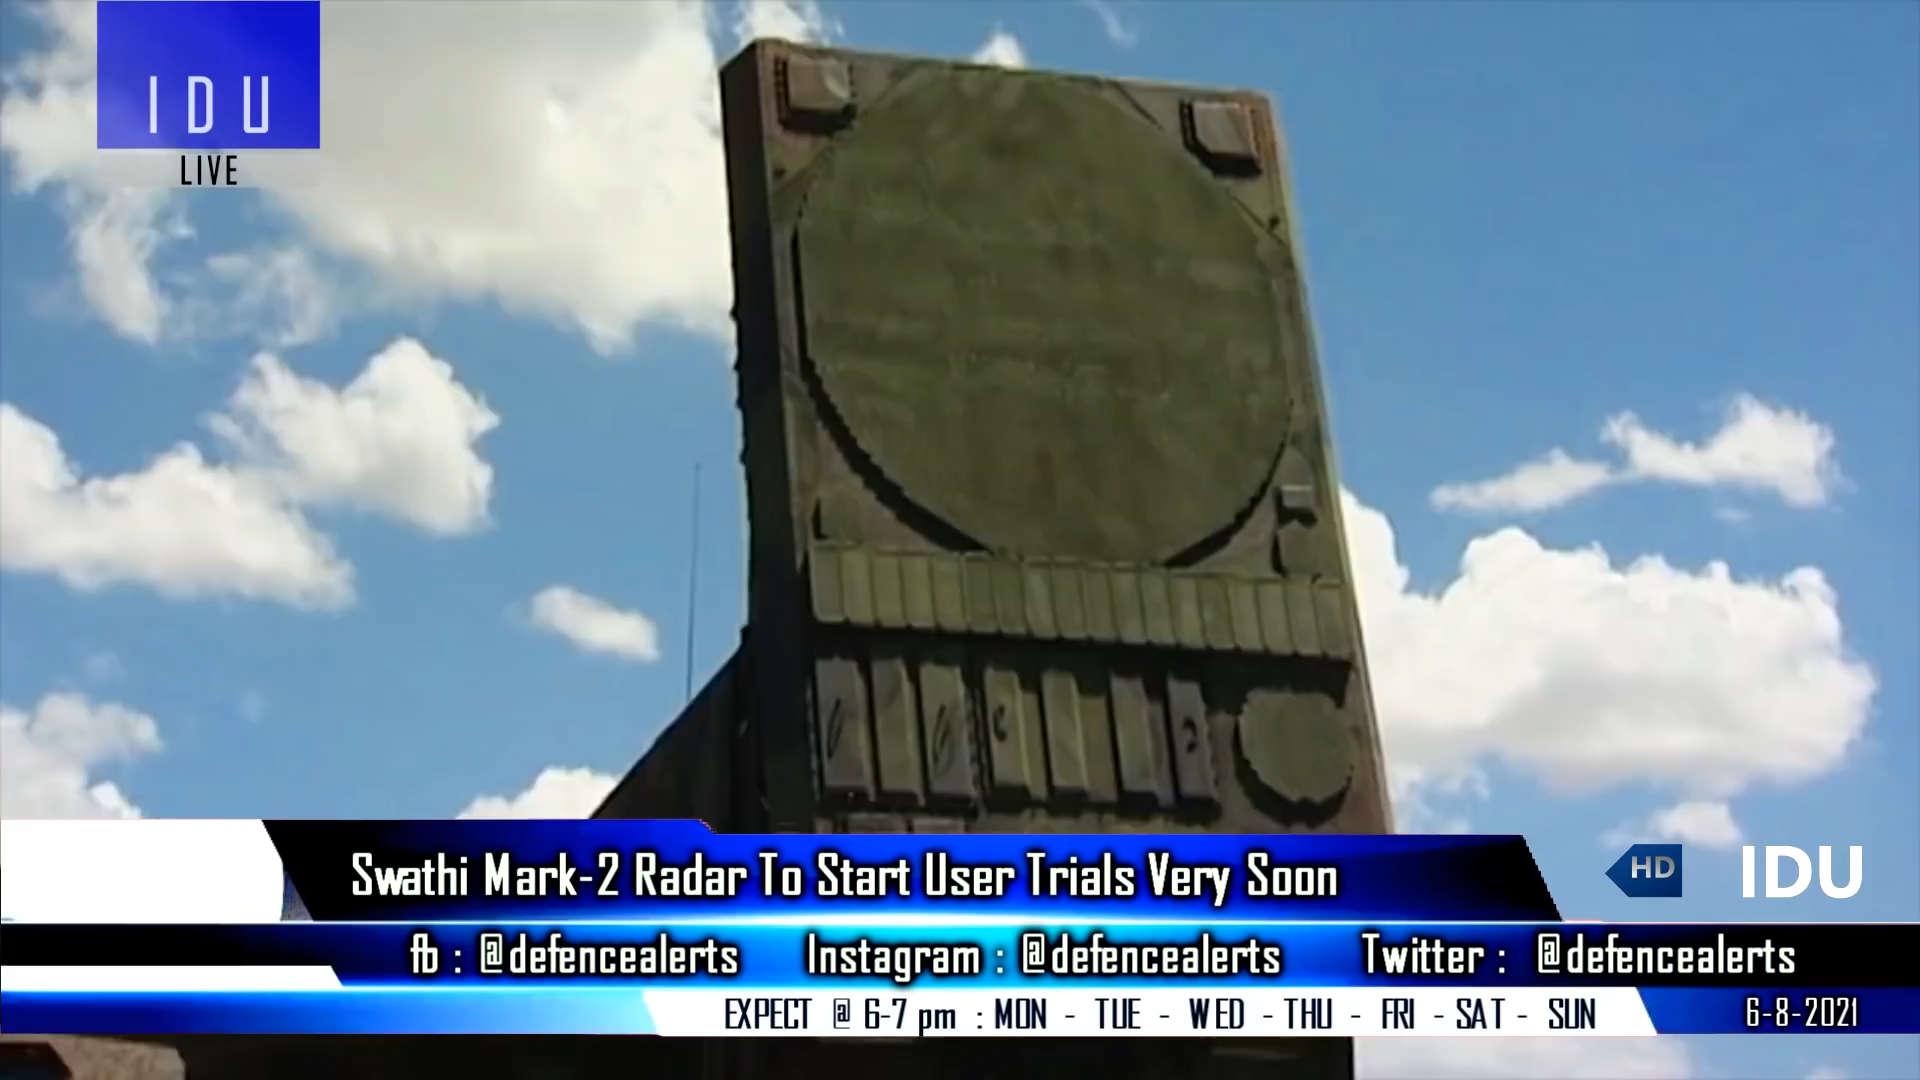 IDU
LIVE
Swathi Mark-2 Radar To Start User Trials Very Soon
HD IDU
fb : @defencealerts Instagram : @defencealerts Twitter : @defencealerts
EXPECT @ 6-7 pm : MON - TUE - WED - THU - FRI - SAT - SUN 6-8-2021